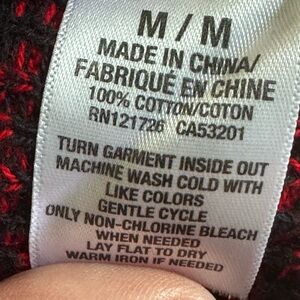 M / M
MADE IN CHINA/
FABRIQUÉ EN CHINE
100% COTTON/COTON
RN121726 CA53201
TURN GARMENT INSIDE OUT
MACHINE WASH COLD WITH
LIKE COLORS
GENTLE CYCLE
ONLY NON-CHLORINE BLEACH
WHEN NEEDED
LAY FLAT TO DRY
WARM IRON IF NEEDED